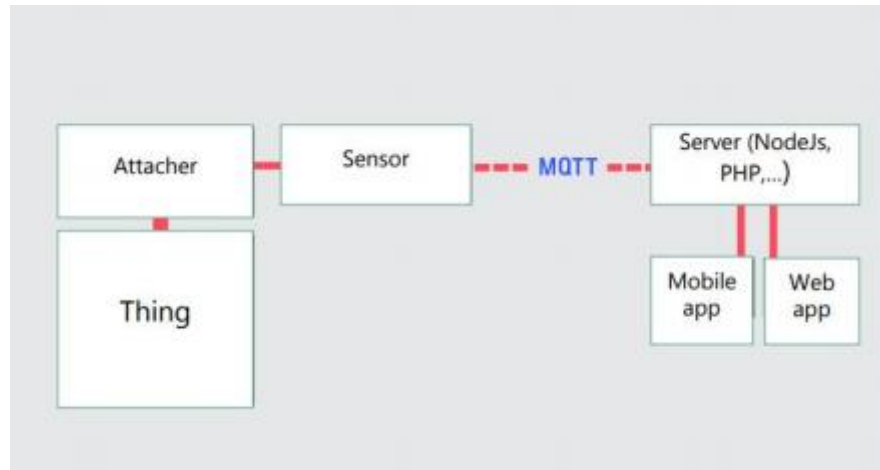 Attacher
Sensor
MQTT
Server (NodeJs,
PHP,...)
Thing
Mobile
app
Web
app